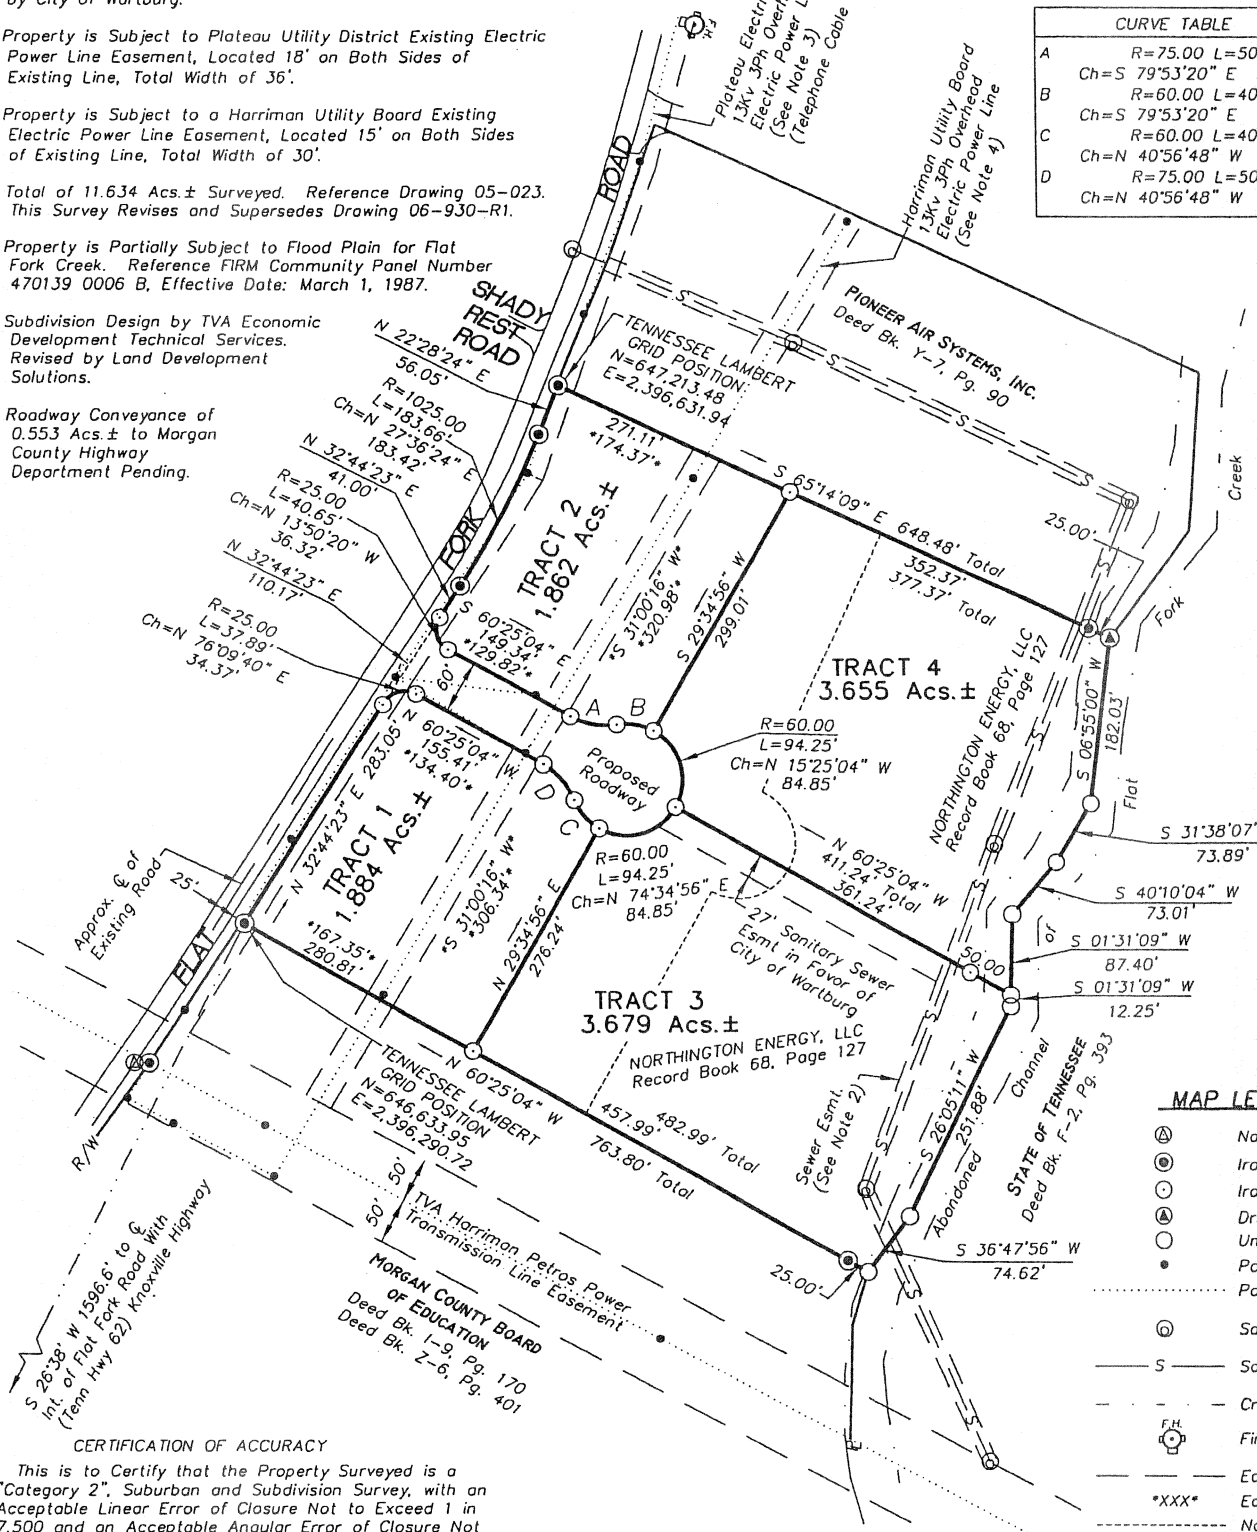 by City of Wartburg.
Property is Subject to Plateau Utility District Existing Electric
Power Line Easement, Located 18' on Both Sides of
Existing Line, Total Width of 36'.
Property is Subject to a Harriman Utility Board Existing
Electric Power Line Easement, Located 15' on Both Sides
of Existing Line, Total Width of 30'.
Total of 11.634 Acs.± Surveyed. Reference Drawing 05-023.
This Survey Revises and Supersedes Drawing 06-930-R1.
Property is Partially Subject to Flood Plain for Flat
Fork Creek. Reference FIRM Community Panel Number
470139 0006 B, Effective Date: March 1, 1987.
Subdivision Design by TVA Economic
Development Technical Services.
Revised by Land Development
Solutions.
Roadway Conveyance of
0.553 Acs.± to Morgan
County Highway
Department Pending.
F.H.
Plateau Electri
13Kv 3Ph Overh
Electric Power L
(See Note 3)
(Telephone Cable
Harriman Utility Board
13Kv 3Ph Overhead
Electric Power Line
(See Note 4)
CURVE TABLE
A R=75.00 L=50
Ch=S 79°53'20" E
B R=60.00 L=40
Ch=S 79°53'20" E
C R=60.00 L=40
Ch=N 40°56'48" W
D R=75.00 L=50
Ch=N 40°56'48" W
ROAD
SHADY
REST
ROAD
FORK
FLAT
PIONEER AIR SYSTEMS, INC.
Deed Bk. Y-7, Pg. 90
TENNESSEE LAMBERT
GRID POSITION
N=647,213.48
E=2,396,631.94
N 22°28'24" E
56.05'
R=1025.00
L=183.66'
Ch=N 27°36'24" E
183.42'
N 32°44'23" E
41.00'
R=25.00
L=40.65'
Ch=N 13°50'20" W
36.32'
N 32°44'23" E
110.17'
R=25.00
L=37.89'
Ch=N 76°09'40" E
34.37'
271.11'
*174.37'*
S 65°14'09" E 648.48' Total
352.37'
377.37' Total
25.00'
Creek
Fork
Flat
of
Channel
Abandoned
TRACT 2
1.862 Acs.±
*S 31°00'16" W*
*320.98'*
S 29°34'56" W
299.01'
S 60°25'04" E
149.34'
*129.82'*
60'
A
B
N 60°25'04" W
155.41'
*134.40'*
D
C
Proposed
Roadway
TRACT 4
3.655 Acs.±
R=60.00
L=94.25'
Ch=N 15°25'04" W
84.85'
NORTHINGTON ENERGY, LLC
Record Book 68, Page 127
S 06°55'00" W
182.03'
S 31°38'07"
73.89'
S 40°10'04" W
73.01'
S 01°31'09" W
87.40'
S 01°31'09" W
12.25'
N 32°44'23" E 283.05'
TRACT 1
1.884 Acs.±
*167.35'*
280.81'
*S 31°00'16" W*
*306.34'*
N 29°34'56" E
276.24'
R=60.00
L=94.25'
Ch=N 74°34'56" E
84.85'
N 60°25'04" W
411.24' Total
361.24'
50.00
27' Sanitary Sewer
Esmt in Favor of
City of Wartburg
TRACT 3
3.679 Acs.±
NORTHINGTON ENERGY, LLC
Record Book 68, Page 127
Approx. ℄ of
Existing Road
25'
R/W
TENNESSEE LAMBERT
GRID POSITION
N=646,633.95
E=2,396,290.72
N 60°25'04" W
457.99' 482.99' Total
763.80' Total
Sewer Esmt.
(See Note 2)
S 26°05'11" W
251.88'
STATE OF TENNESSEE
Deed Bk. F-2, Pg. 393
S 36°47'56" W
74.62'
25.00'
50'
50'
TVA Harriman Petros Power
Transmission Line Easement
MORGAN COUNTY BOARD
OF EDUCATION
Deed Bk. I-9, Pg. 170
Deed Bk. Z-6, Pg. 401
S 26°38' W 1596.6' to ℄
Int. of Flat Fork Road With
(Tenn Hwy 62) Knoxville Highway
MAP LE
Na
Iro
Iro
Dr
Un
Po
Po
Sa
S Sa
Cr
F.H. Fir
Ea
*XXX* Ea
No
CERTIFICATION OF ACCURACY
This is to Certify that the Property Surveyed is a
"Category 2", Suburban and Subdivision Survey, with an
Acceptable Linear Error of Closure Not to Exceed 1 in
7,500 and an Acceptable Angular Error of Closure Not